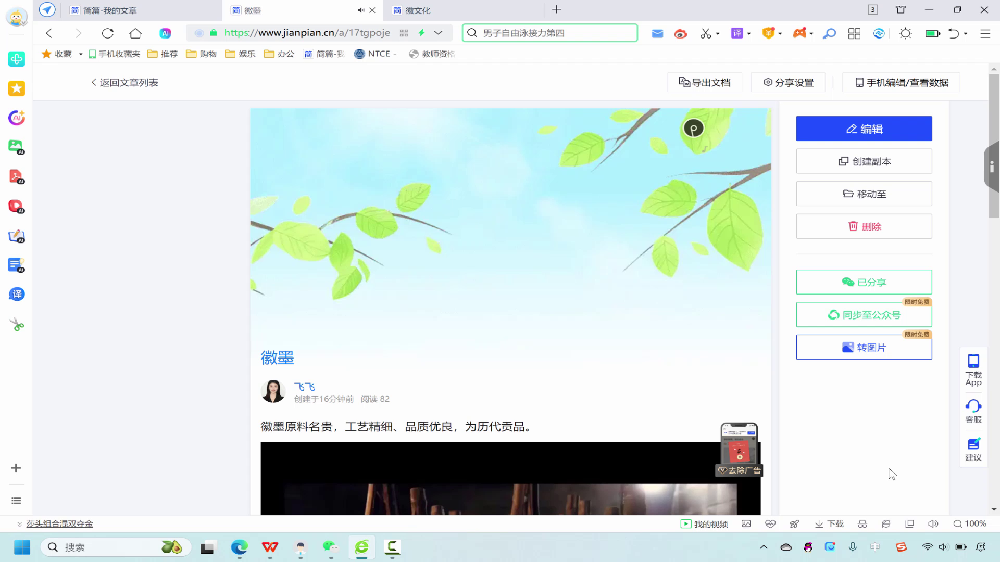 简篇-我的文章
徽墨
徽文化
3
https://www.jianpian.cn/a/17tgpoje
男子自由泳接力第四
收藏
手机收藏夹
推荐
购物
娱乐
办公
简篇-我
NTCE -
教师资格
返回文章列表
导出文档
分享设置
手机编辑/查看数据
编辑
创建副本
移动至
删除
已分享
限时免费
同步至公众号
限时免费
转图片
徽墨
飞飞
创建于16分钟前 阅读 82
徽墨原料名贵，工艺精细、品质优良，为历代贡品。
去除广告
下载
App
客服
建议
莎头组合混双夺金
我的视频
下载
100%
搜索
中